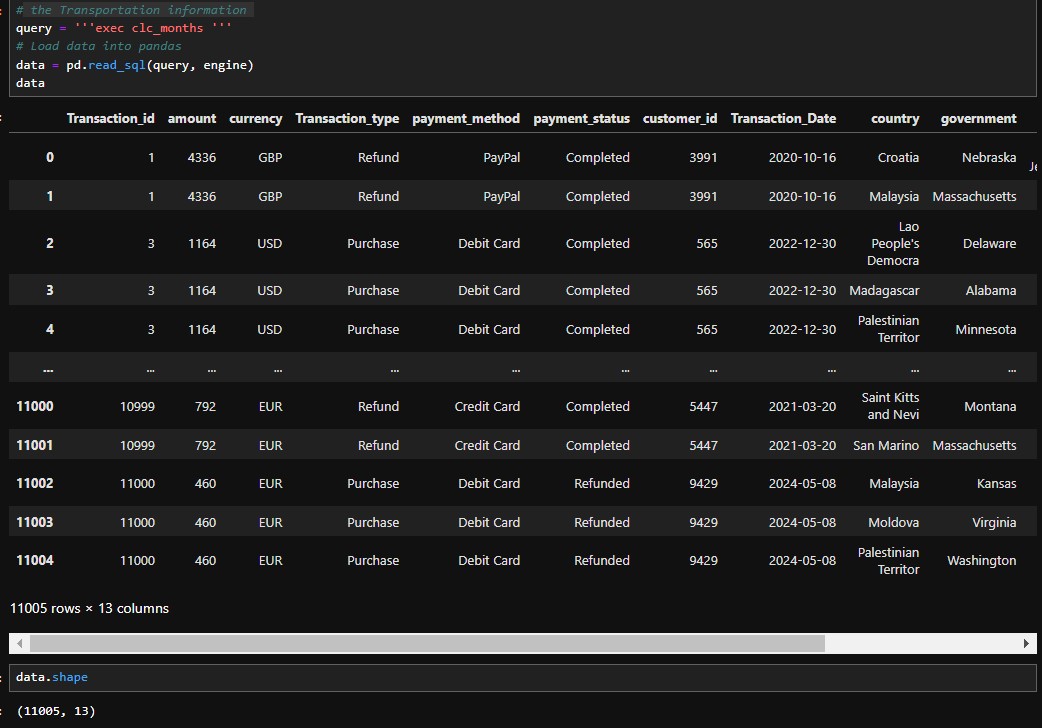 # the Transportation information
query = '''exec clc_months '''
# Load data into pandas
data = pd.read_sql(query, engine)
data
Transaction_id amount currency Transaction_type payment_method payment_status customer_id Transaction_Date country government
0 1 4336 GBP Refund PayPal Completed 3991 2020-10-16 Croatia Nebraska
1 1 4336 GBP Refund PayPal Completed 3991 2020-10-16 Malaysia Massachusetts
2 3 1164 USD Purchase Debit Card Completed 565 2022-12-30 Lao People's Democra Delaware
3 3 1164 USD Purchase Debit Card Completed 565 2022-12-30 Madagascar Alabama
4 3 1164 USD Purchase Debit Card Completed 565 2022-12-30 Palestinian Territor Minnesota
... ... ... ... ... ... ... ... ... ... ...
11000 10999 792 EUR Refund Credit Card Completed 5447 2021-03-20 Saint Kitts and Nevi Montana
11001 10999 792 EUR Refund Credit Card Completed 5447 2021-03-20 San Marino Massachusetts
11002 11000 460 EUR Purchase Debit Card Refunded 9429 2024-05-08 Malaysia Kansas
11003 11000 460 EUR Purchase Debit Card Refunded 9429 2024-05-08 Moldova Virginia
11004 11000 460 EUR Purchase Debit Card Refunded 9429 2024-05-08 Palestinian Territor Washington
11005 rows × 13 columns
data.shape
(11005, 13)